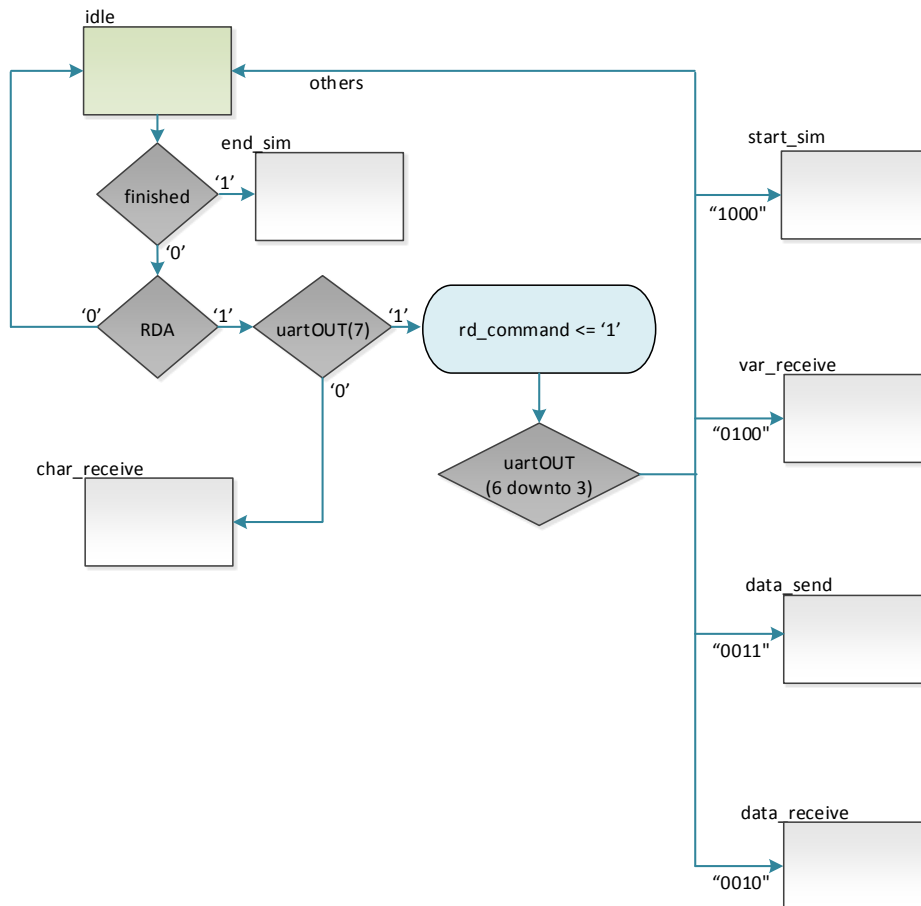 idle
others
end_sim
start_sim
finished
‘1’
“1000"
‘0’
‘0’
RDA
‘1’
uartOUT(7)
‘1’
rd_command <= ‘1’
‘0’
var_receive
“0100"
char_receive
uartOUT
(6 downto 3)
data_send
“0011"
data_receive
“0010"